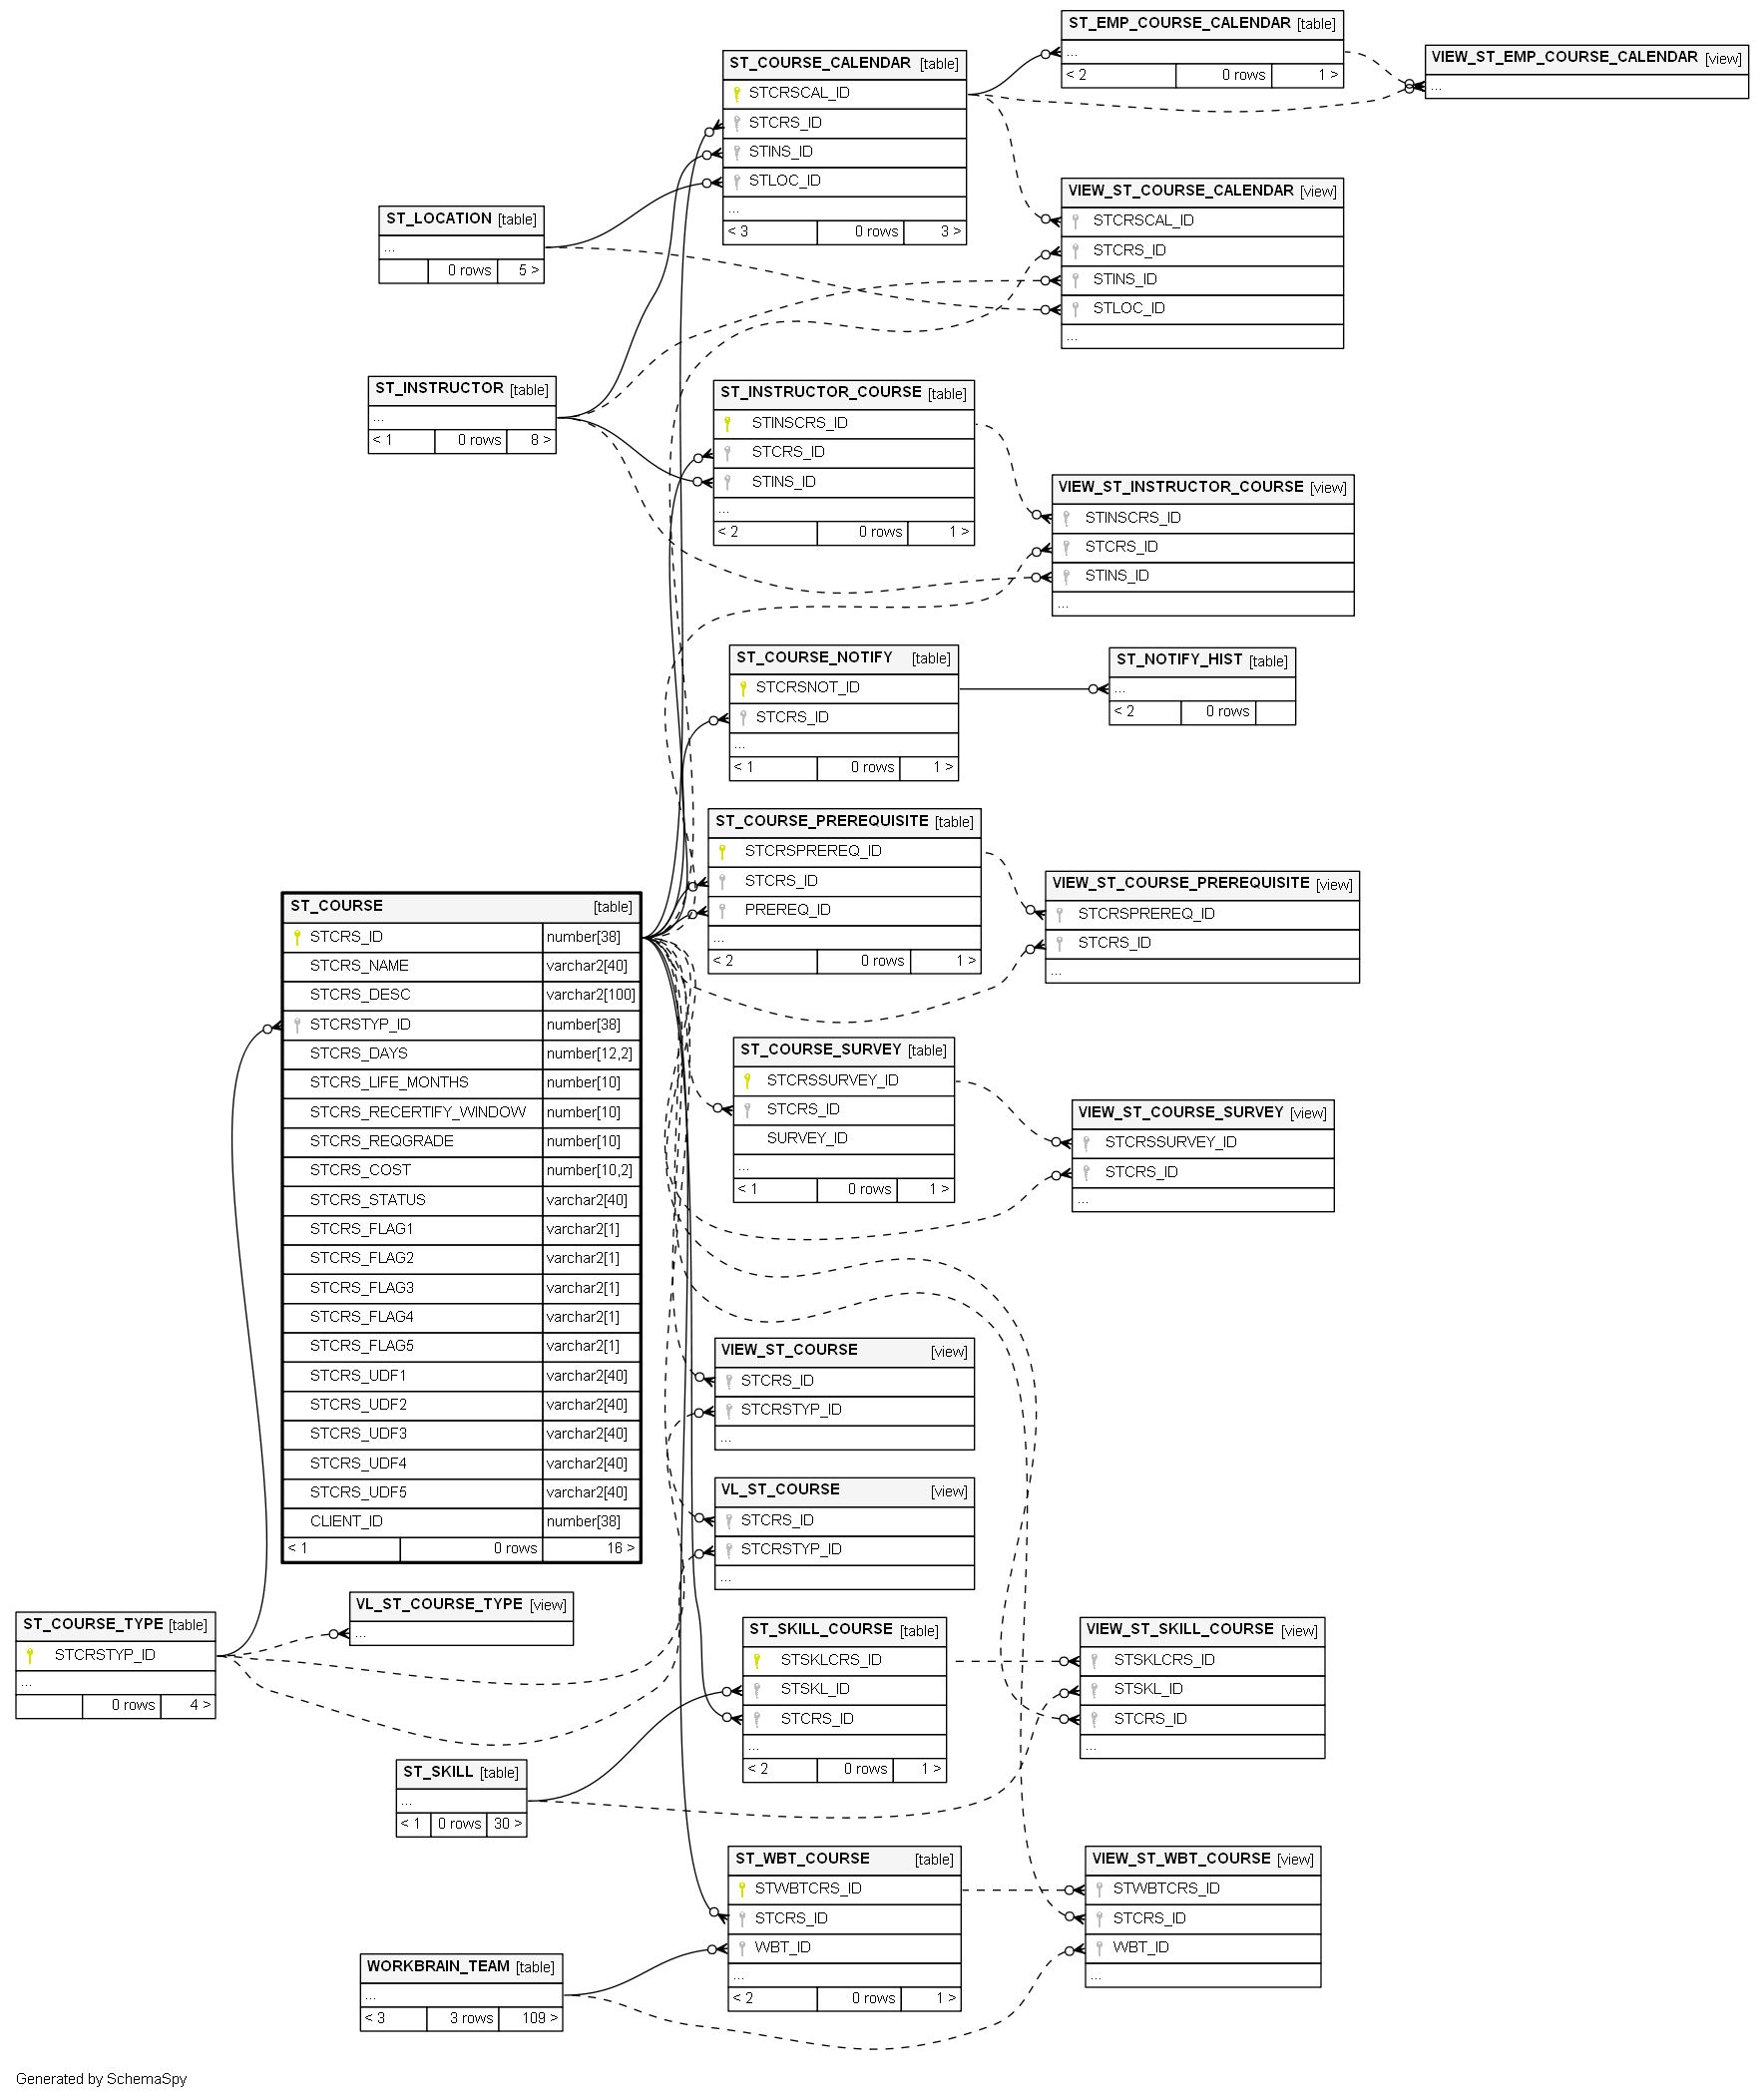 ST_EMP_COURSE_CALENDAR [table]
...
< 2 0 rows 1 >
VIEW_ST_EMP_COURSE_CALENDAR [view]
...
ST_COURSE_CALENDAR [table]
STCRSCAL_ID
STCRS_ID
STINS_ID
STLOC_ID
...
< 3 0 rows 3 >
VIEW_ST_COURSE_CALENDAR [view]
STCRSCAL_ID
STCRS_ID
STINS_ID
STLOC_ID
...
ST_LOCATION [table]
...
0 rows 5 >
ST_INSTRUCTOR [table]
...
< 1 0 rows 8 >
ST_INSTRUCTOR_COURSE [table]
STINSCRS_ID
STCRS_ID
STINS_ID
...
< 2 0 rows 1 >
VIEW_ST_INSTRUCTOR_COURSE [view]
STINSCRS_ID
STCRS_ID
STINS_ID
...
ST_COURSE_NOTIFY [table]
STCRSNOT_ID
STCRS_ID
...
< 1 0 rows 1 >
ST_NOTIFY_HIST [table]
...
< 2 0 rows
ST_COURSE_PREREQUISITE [table]
STCRSPREREQ_ID
STCRS_ID
PREREQ_ID
...
< 2 0 rows 1 >
VIEW_ST_COURSE_PREREQUISITE [view]
STCRSPREREQ_ID
STCRS_ID
...
ST_COURSE [table]
STCRS_ID number[38]
STCRS_NAME varchar2[40]
STCRS_DESC varchar2[100]
STCRSTYP_ID number[38]
STCRS_DAYS number[12,2]
STCRS_LIFE_MONTHS number[10]
STCRS_RECERTIFY_WINDOW number[10]
STCRS_REQGRADE number[10]
STCRS_COST number[10,2]
STCRS_STATUS varchar2[40]
STCRS_FLAG1 varchar2[1]
STCRS_FLAG2 varchar2[1]
STCRS_FLAG3 varchar2[1]
STCRS_FLAG4 varchar2[1]
STCRS_FLAG5 varchar2[1]
STCRS_UDF1 varchar2[40]
STCRS_UDF2 varchar2[40]
STCRS_UDF3 varchar2[40]
STCRS_UDF4 varchar2[40]
STCRS_UDF5 varchar2[40]
CLIENT_ID number[38]
< 1 0 rows 16 >
ST_COURSE_SURVEY [table]
STCRSSURVEY_ID
STCRS_ID
SURVEY_ID
...
< 1 0 rows 1 >
VIEW_ST_COURSE_SURVEY [view]
STCRSSURVEY_ID
STCRS_ID
...
VIEW_ST_COURSE [view]
STCRS_ID
STCRSTYP_ID
...
VL_ST_COURSE [view]
STCRS_ID
STCRSTYP_ID
...
ST_COURSE_TYPE [table]
STCRSTYP_ID
...
0 rows 4 >
VL_ST_COURSE_TYPE [view]
...
ST_SKILL_COURSE [table]
STSKLCRS_ID
STSKL_ID
STCRS_ID
...
< 2 0 rows 1 >
VIEW_ST_SKILL_COURSE [view]
STSKLCRS_ID
STSKL_ID
STCRS_ID
...
ST_SKILL [table]
...
< 1 0 rows 30 >
ST_WBT_COURSE [table]
STWBTCRS_ID
STCRS_ID
WBT_ID
...
< 2 0 rows 1 >
VIEW_ST_WBT_COURSE [view]
STWBTCRS_ID
STCRS_ID
WBT_ID
...
WORKBRAIN_TEAM [table]
...
< 3 3 rows 109 >
Generated by SchemaSpy